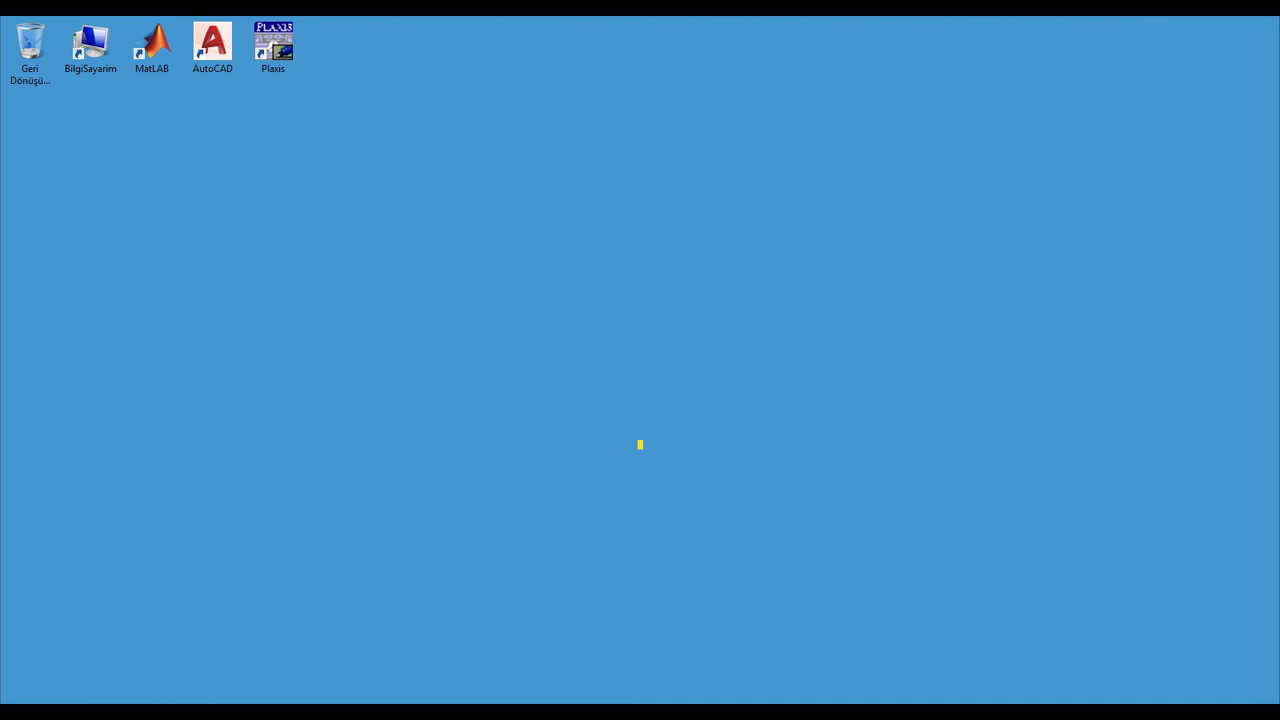 PLAXIS
Geri
Dönüşü...
BilgiSayarim
MatLAB
AutoCAD
Plaxis